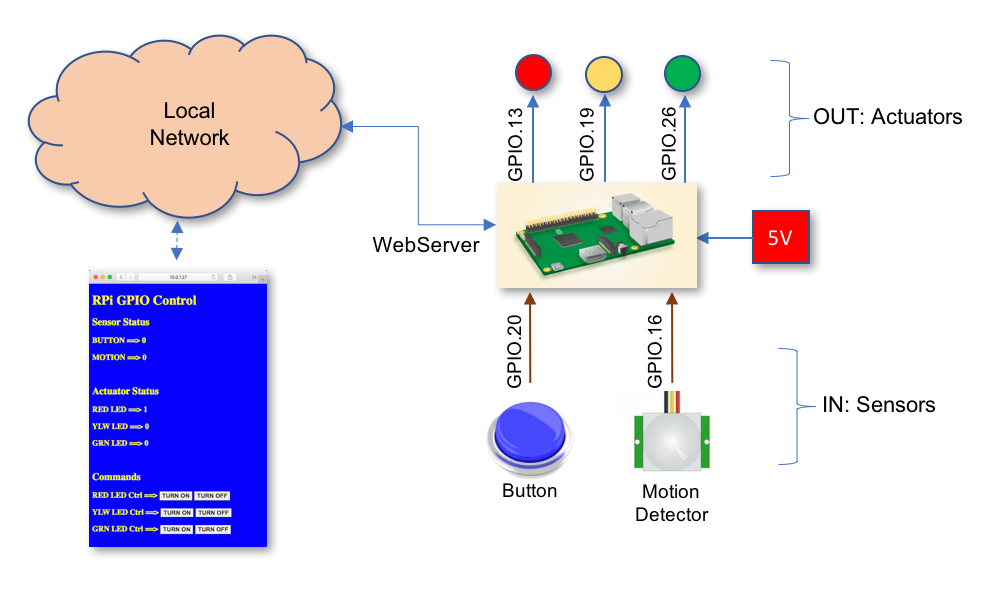 Local
Network
GPIO.13
GPIO.19
GPIO.26
OUT: Actuators
WebServer
5V
10.0.1.27
RPi GPIO Control
Sensor Status
BUTTON ==> 0
MOTION ==> 0
Actuator Status
RED LED ==> 1
YLW LED ==> 0
GRN LED ==> 0
Commands
RED LED Ctrl ==> TURN ON TURN OFF
YLW LED Ctrl ==> TURN ON TURN OFF
GRN LED Ctrl ==> TURN ON TURN OFF
GPIO.20
GPIO.16
IN: Sensors
Button
Motion
Detector